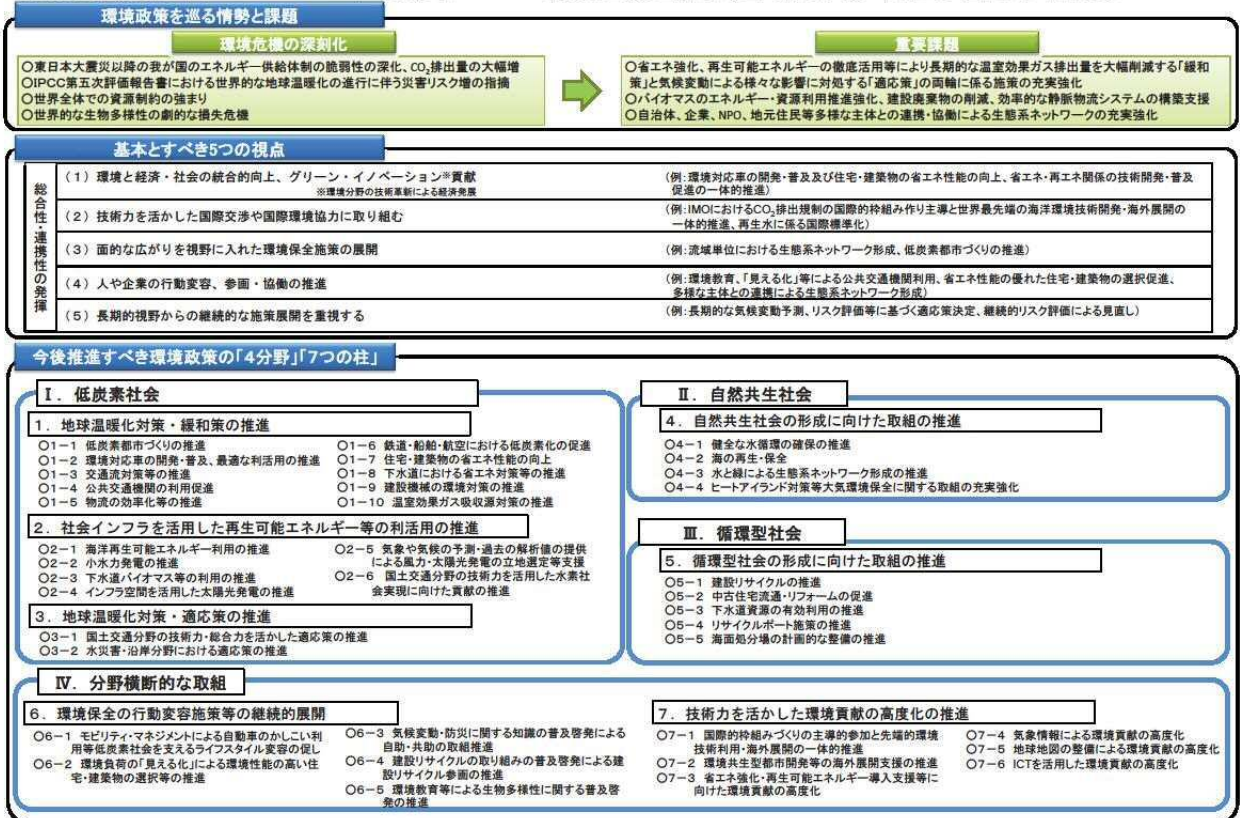 環境政策を巡る情勢と課題
環境危機の深刻化
○東日本大震災以降の我が国のエネルギー供給体制の脆弱性の深化、CO₂排出量の大幅増
○IPCC第五次評価報告書における世界的な地球温暖化の進行に伴う災害リスク増の指摘
○世界全体での資源制約の強まり
○世界的な生物多様性の劇的な損失危機
重要課題
○省エネ強化、再生可能エネルギーの徹底活用等により長期的な温室効果ガス排出量を大幅削減する「緩和
策」と気候変動による様々な影響に対処する「適応策」の両輪に係る施策の充実強化
○バイオマスのエネルギー・資源利用推進強化、建設廃棄物の削減、効率的な静脈物流システムの構築支援
○自治体、企業、NPO、地元住民等多様な主体との連携・協働による生態系ネットワークの充実強化
基本とすべき5つの視点
総合性・連携性の発揮
(1)環境と経済・社会の統合的向上、グリーン・イノベーション※貢献
※環境分野の技術革新による経済発展
(例:環境対応車の開発・普及及び住宅・建築物の省エネ性能の向上、省エネ・再エネ関係の技術開発・普及
促進の一体的推進)
(2)技術力を活かした国際交渉や国際環境協力に取り組む
(例:IMOにおけるCO₂排出規制の国際的枠組み作り主導と世界最先端の海洋環境技術開発・海外展開の
一体的推進、再生水に係る国際標準化)
(3)面的な広がりを視野に入れた環境保全施策の展開
(例:流域単位における生態系ネットワーク形成、低炭素都市づくりの推進)
(4)人や企業の行動変容、参画・協働の推進
(例:環境教育、「見える化」等による公共交通機関利用、省エネ性能の優れた住宅・建築物の選択促進、
多様な主体との連携による生態系ネットワーク形成)
(5)長期的視野からの継続的な施策展開を重視する
(例:長期的な気候変動予測、リスク評価等に基づく適応策決定、継続的リスク評価による見直し)
今後推進すべき環境政策の「4分野」「7つの柱」
Ⅰ.低炭素社会
1.地球温暖化対策・緩和策の推進
○1-1 低炭素都市づくりの推進
○1-2 環境対応車の開発・普及、最適な利活用の推進
○1-3 交通流対策等の推進
○1-4 公共交通機関の利用促進
○1-5 物流の効率化等の推進
○1-6 鉄道・船舶・航空における低炭素化の促進
○1-7 住宅・建築物の省エネ性能の向上
○1-8 下水道における省エネ対策等の推進
○1-9 建設機械の環境対策の推進
○1-10 温室効果ガス吸収源対策の推進
2.社会インフラを活用した再生可能エネルギー等の利活用の推進
○2-1 海洋再生可能エネルギー利用の推進
○2-2 小水力発電の推進
○2-3 下水道バイオマス等の利用の推進
○2-4 インフラ空間を活用した太陽光発電の推進
○2-5 気象や気候の予測・過去の解析値の提供
による風力・太陽光発電の立地選定等支援
○2-6 国土交通分野の技術力を活用した水素社
会実現に向けた貢献の推進
3.地球温暖化対策・適応策の推進
○3-1 国土交通分野の技術力・総合力を活かした適応策の推進
○3-2 水災害・沿岸分野における適応策の推進
Ⅱ.自然共生社会
4.自然共生社会の形成に向けた取組の推進
○4-1 健全な水循環の確保の推進
○4-2 海の再生・保全
○4-3 水と緑による生態系ネットワーク形成の推進
○4-4 ヒートアイランド対策等大気環境保全に関する取組の充実強化
Ⅲ.循環型社会
5.循環型社会の形成に向けた取組の推進
○5-1 建設リサイクルの推進
○5-2 中古住宅流通・リフォームの促進
○5-3 下水道資源の有効利用の推進
○5-4 リサイクルポート施策の推進
○5-5 海面処分場の計画的な整備の推進
Ⅳ.分野横断的な取組
6.環境保全の行動変容施策等の継続的展開
○6-1 モビリティ・マネジメントによる自動車のかしこい利
用等低炭素社会を支えるライフスタイル変容の促し
○6-2 環境負荷の「見える化」による環境性能の高い住
宅・建築物の選択等の推進
○6-3 気候変動・防災に関する知識の普及啓発による
自助・共助の取組推進
○6-4 建設リサイクルの取り組みの普及啓発による建
設リサイクル参画の推進
○6-5 環境教育等による生物多様性に関する普及啓
発の推進
7.技術力を活かした環境貢献の高度化の推進
○7-1 国際的枠組みづくりの主導的参加と先端的環境
技術利用・海外展開の一体的推進
○7-2 環境共生型都市開発等の海外展開支援の推進
○7-3 省エネ強化・再生可能エネルギー導入支援等に
向けた環境貢献の高度化
○7-4 気象情報による環境貢献の高度化
○7-5 地球地図の整備による環境貢献の高度化
○7-6 ICTを活用した環境貢献の高度化